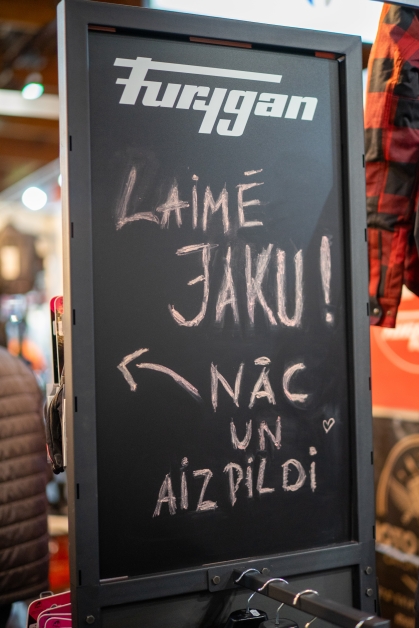 Furygan
LAIMĒ
JAKU!
← NĀC
UN ♡
AiZPiLDi